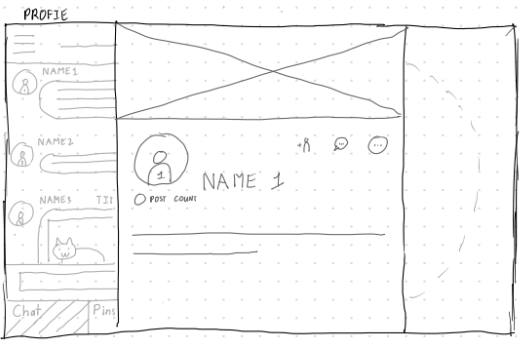 PROFIE
NAME1
NAME2
NAME3
1
NAME 1
POST COUNT
Chat
Pins